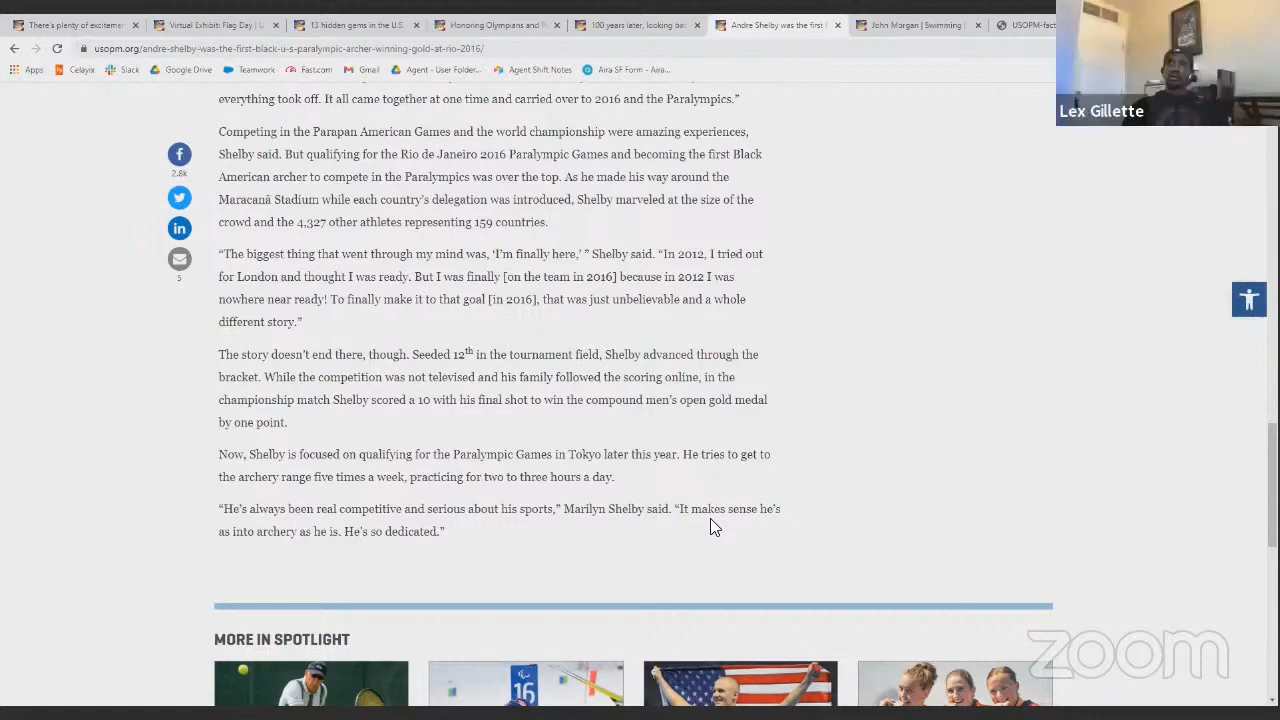 There's plenty of excitemer
Virtual Exhibit: Flag Day | U
13 hidden gems in the U.S.
Honoring Olympians and P
100 years later, looking ba
Andre Shelby was the first
John Morgan | Swimming |
USOPM-fact
usopm.org/andre-shelby-was-the-first-black-u-s-paralympic-archer-winning-gold-at-rio-2016/
Apps
Celayix
Slack
Google Drive
Teamwork
Fast.com
Gmail
Agent - User Folder...
Agent Shift Notes
Aira SF Form - Aira...
Lex Gillette
everything took off. It all came together at one time and carried over to 2016 and the Paralympics.”
Competing in the Parapan American Games and the world championship were amazing experiences,
Shelby said. But qualifying for the Rio de Janeiro 2016 Paralympic Games and becoming the first Black
American archer to compete in the Paralympics was over the top. As he made his way around the
Maracanã Stadium while each country’s delegation was introduced, Shelby marveled at the size of the
crowd and the 4,327 other athletes representing 159 countries.
2.8k
“The biggest thing that went through my mind was, ‘I’m finally here,’ ” Shelby said. “In 2012, I tried out
for London and thought I was ready. But I was finally [on the team in 2016] because in 2012 I was
nowhere near ready! To finally make it to that goal [in 2016], that was just unbelievable and a whole
different story.”
5
The story doesn’t end there, though. Seeded 12th in the tournament field, Shelby advanced through the
bracket. While the competition was not televised and his family followed the scoring online, in the
championship match Shelby scored a 10 with his final shot to win the compound men’s open gold medal
by one point.
Now, Shelby is focused on qualifying for the Paralympic Games in Tokyo later this year. He tries to get to
the archery range five times a week, practicing for two to three hours a day.
“He’s always been real competitive and serious about his sports,” Marilyn Shelby said. “It makes sense he’s
as into archery as he is. He’s so dedicated.”
MORE IN SPOTLIGHT
16
zoom